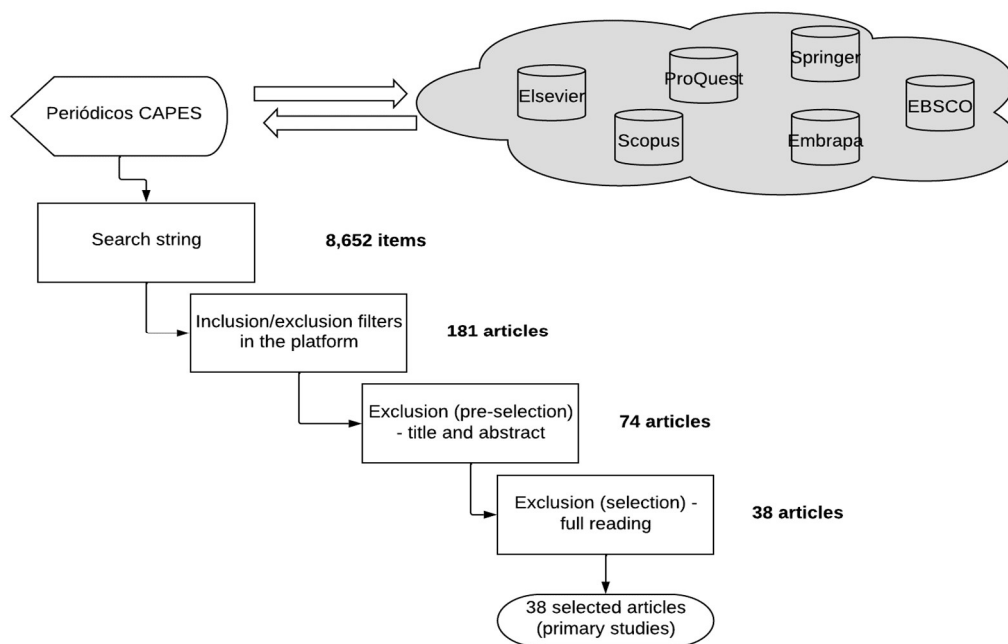 Periódicos CAPES
Elsevier
ProQuest
Springer
EBSCO
Scopus
Embrapa
Search string
8,652 items
Inclusion/exclusion filters
in the platform
181 articles
Exclusion (pre-selection)
- title and abstract
74 articles
Exclusion (selection) -
full reading
38 articles
38 selected articles
(primary studies)